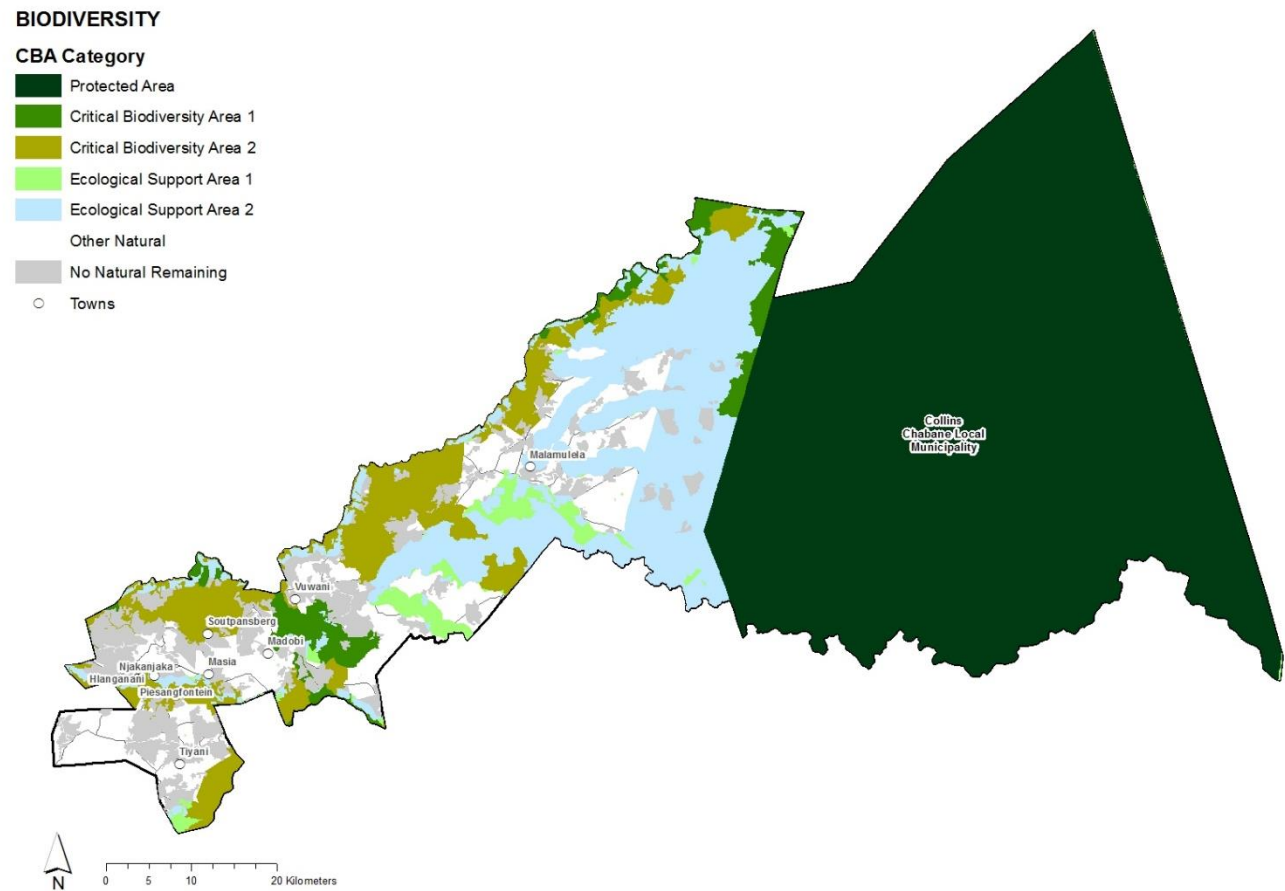 BIODIVERSITY
CBA Category
Protected Area
Critical Biodiversity Area 1
Critical Biodiversity Area 2
Ecological Support Area 1
Ecological Support Area 2
Other Natural
No Natural Remaining
Towns
Collins
Chabane Local
Municipality
Malamulela
Vuwani
Soutpansberg
Madobi
Njakanjaka
Masia
Hlanganani
Piesangfontein
Tiyani
N
0 5 10 20 Kilometers